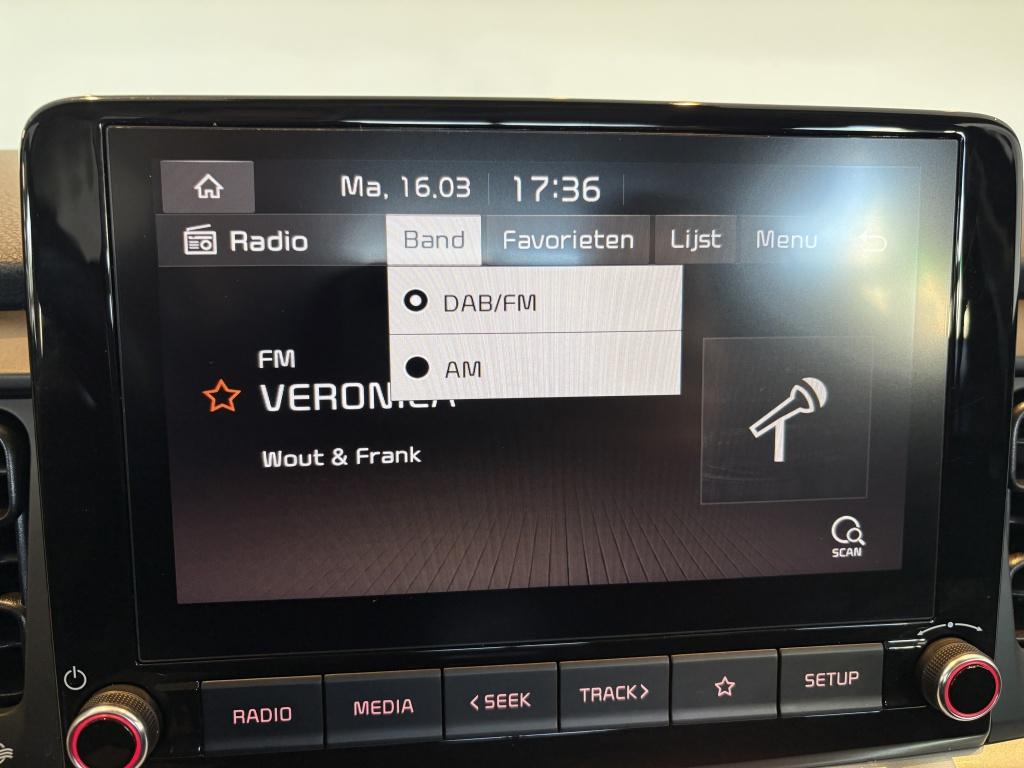 Ma, 16.03 17:36
Radio Band Favorieten Lijst Menu
DAB/FM
AM
FM
VERONICA
Wout & Frank
SCAN
RADIO MEDIA <SEEK TRACK> SETUP